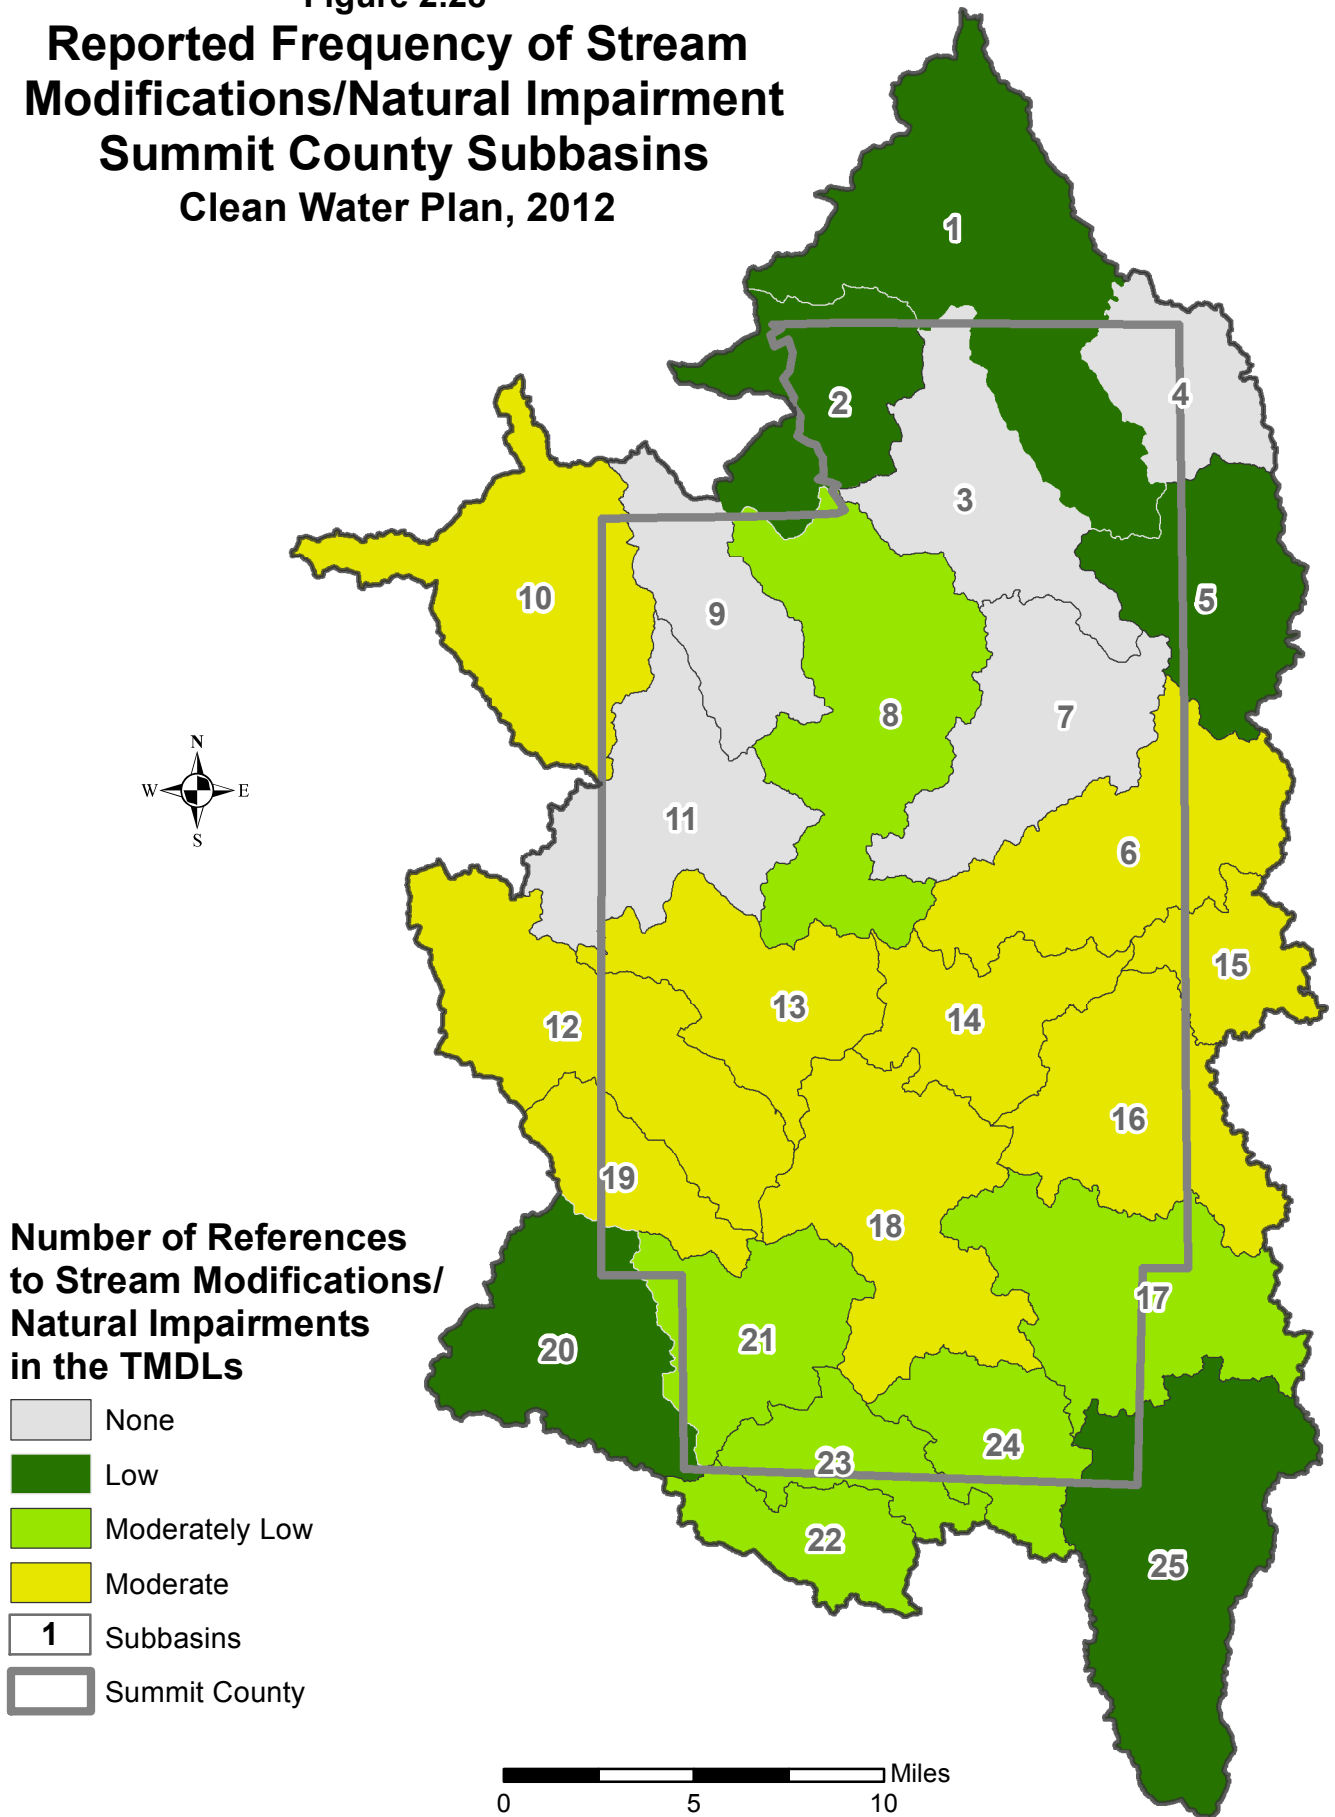 Reported Frequency of Stream
Modifications/Natural Impairment
Summit County Subbasins
Clean Water Plan, 2012
1
2
3
4
5
6
7
8
9
10
11
12
13
14
15
16
17
18
19
20
21
22
23
24
25
N
W E
S
Number of References
to Stream Modifications/
Natural Impairments
in the TMDLs
None
Low
Moderately Low
Moderate
1 Subbasins
Summit County
Miles
0 5 10